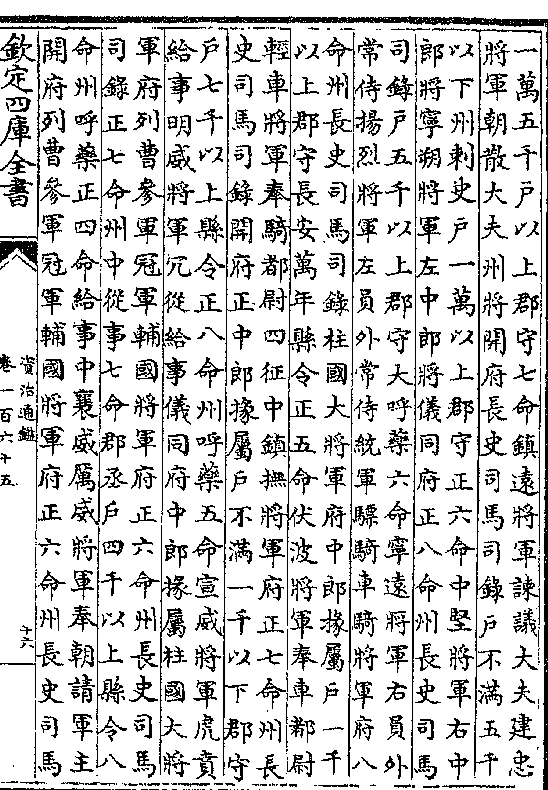 一萬五千戸以上郡守七命鎮遠將軍諫議大夫建忠
將軍朝散大夫州將開府長史司馬司錄戸不滿五千
以下州刺史戸一萬以上郡守正六命中堅將軍右中
郎將寧朔將軍左中郎將儀同府正八命州長史司馬
司錄戸五千以上郡守大呼藥六命寧遠將軍右員外
常侍揚烈將軍左員外常侍統軍驃騎車騎將軍府八
命州長史司馬司錄柱國大將軍府中郎掾屬戸一千
以上郡守長安萬年縣令正五命伏波將軍奉車都尉
輕車將軍奉騎都尉四征中鎮撫將軍府正七命州長
史司馬司錄開府正中郎掾屬戸不滿一千以下郡守
戸七千以上縣令正八命州呼藥五命宣威將軍虎賁
給事明威將軍冗從給事儀同府中郎掾屬柱國大將
軍府列曹參軍冠軍輔國將軍府正六命州長史司馬
司錄正七命州中從事七命郡丞戸四千以上縣令八
命州呼藥正四命給事中襄威厲威將軍奉朝請軍主
開府列曹參軍冠軍輔國將軍府正六命州長史司馬
欽定四庫全書
資治通鑑
卷一百六十五
十六